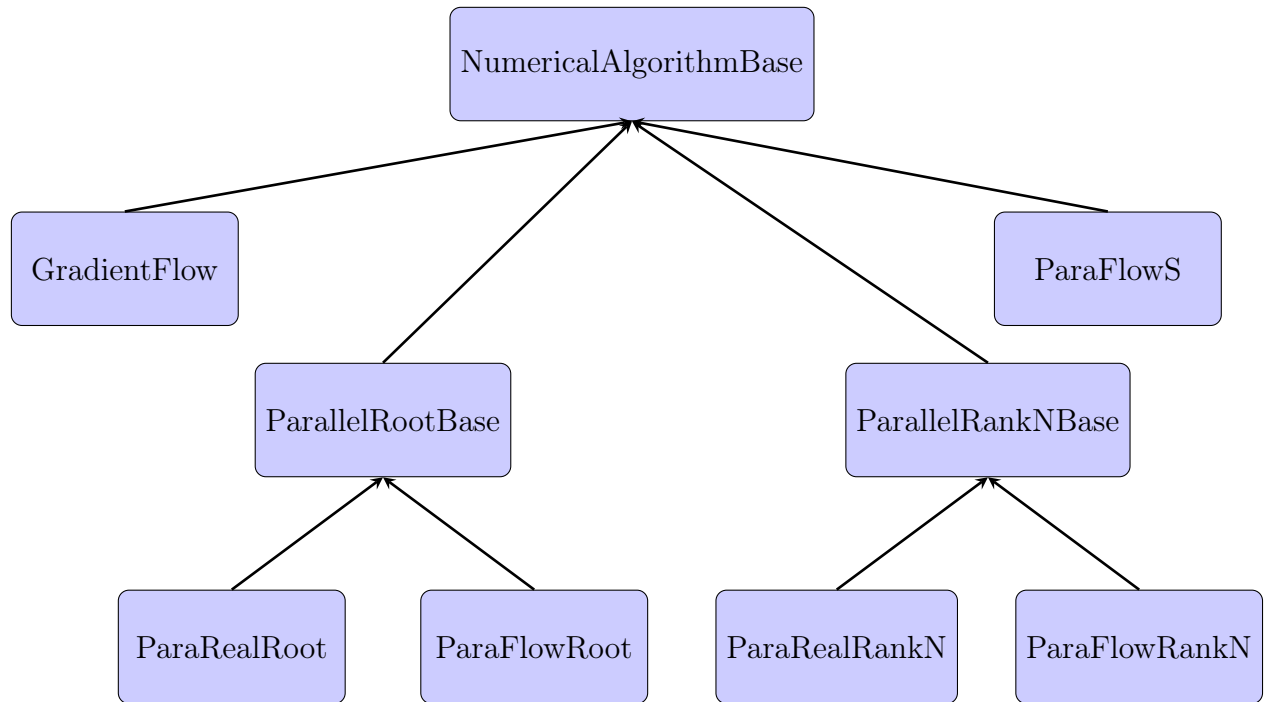 NumericalAlgorithmBase
GradientFlow
ParaFlowS
ParallelRootBase
ParallelRankNBase
ParaRealRoot
ParaFlowRoot
ParaRealRankN
ParaFlowRankN